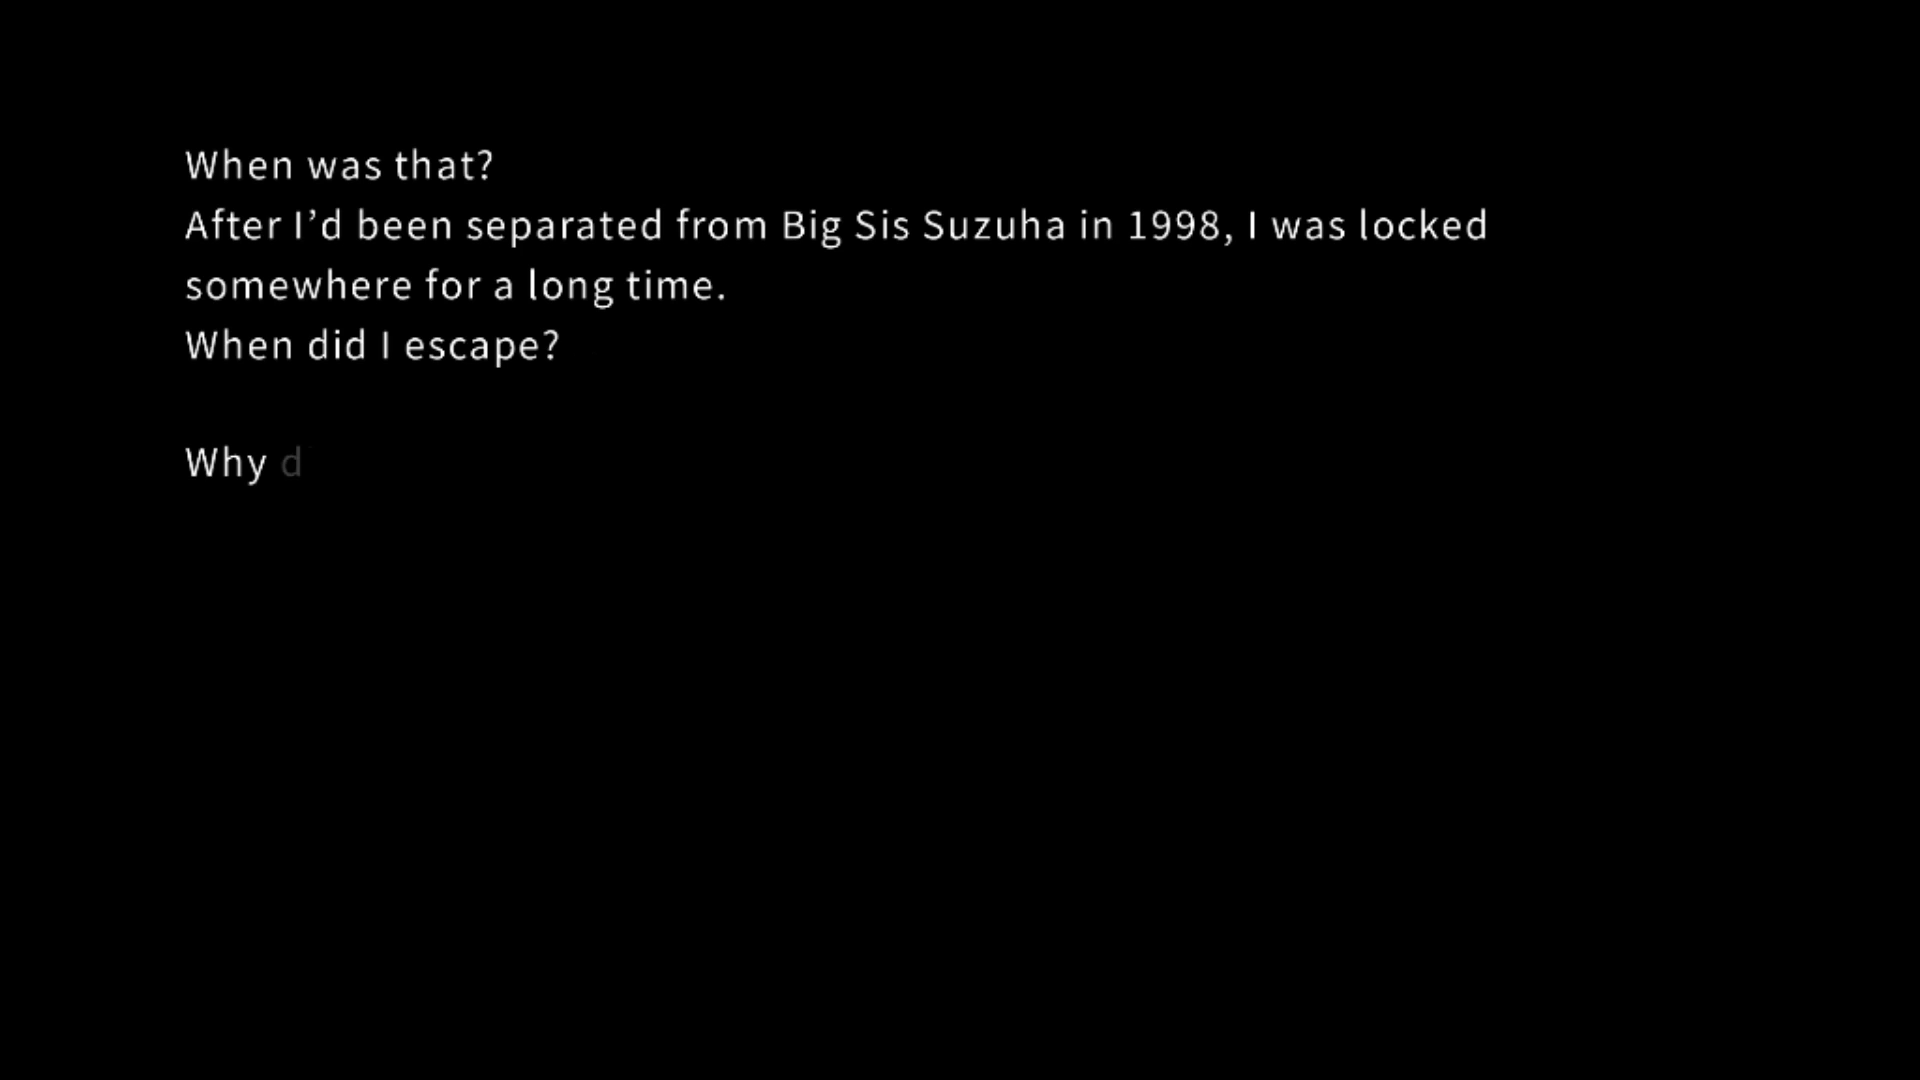 When was that?
After I’d been separated from Big Sis Suzuha in 1998, I was locked
somewhere for a long time.
When did I escape?
Why d